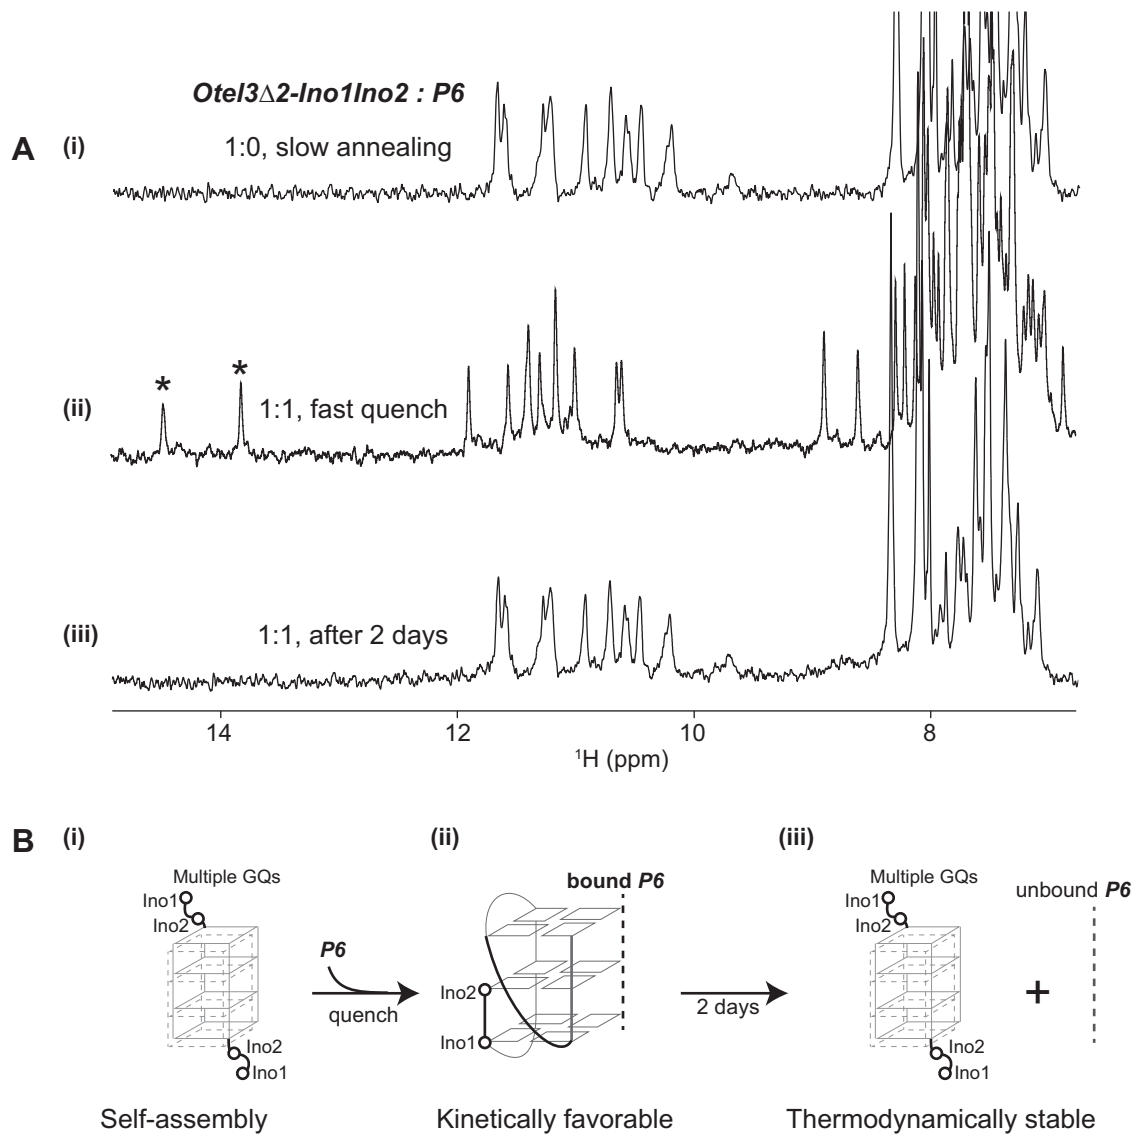 A
(i)
Otel3Δ2-Ino1Ino2 : P6
1:0, slow annealing
(ii)
*
*
1:1, fast quench
(iii)
1:1, after 2 days
14
12
10
8
¹H (ppm)
B
(i)
Multiple GQs
Ino1
Ino2
Ino2
Ino1
Self-assembly
P6
quench
(ii)
bound P6
Ino2
Ino1
Kinetically favorable
2 days
(iii)
Multiple GQs
Ino1
Ino2
Ino2
Ino1
+
unbound P6
Thermodynamically stable